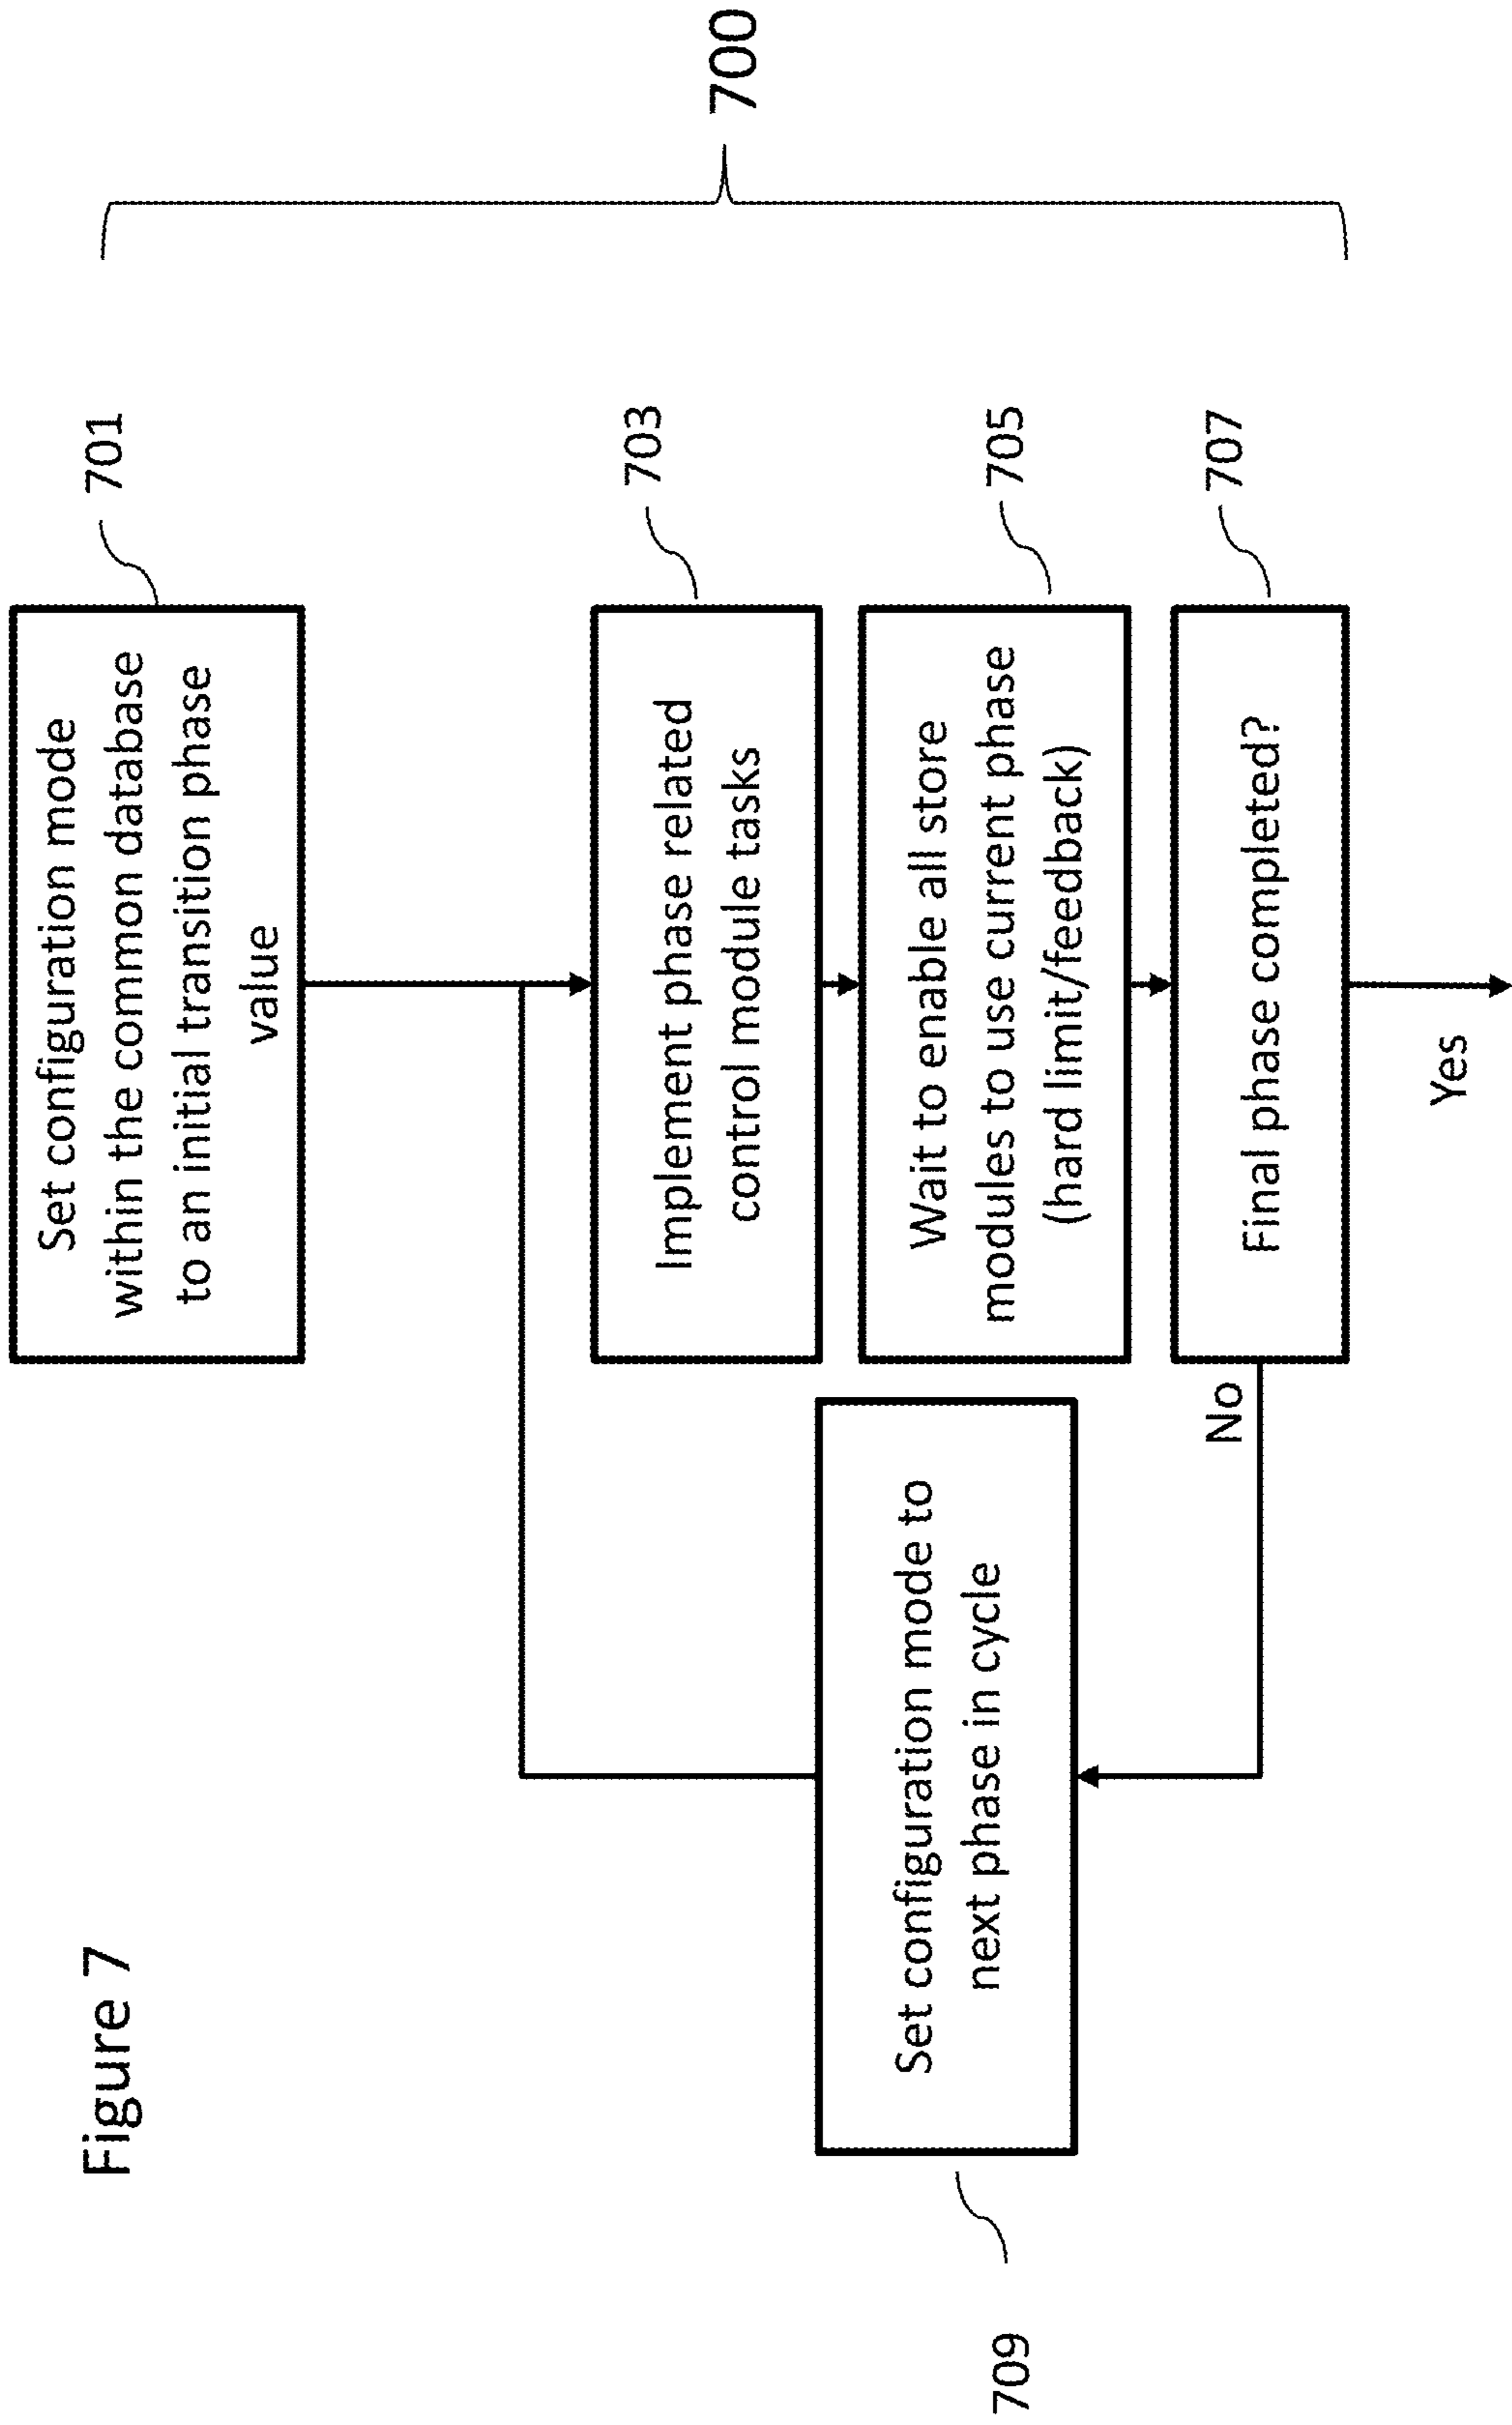 Figure 7
Set configuration mode
within the common database
to an initial transition phase
value
701
Implement phase related
control module tasks
703
Wait to enable all store
modules to use current phase
(hard limit/feedback)
705
Final phase completed?
707
No
Yes
Set configuration mode to
next phase in cycle
709
700